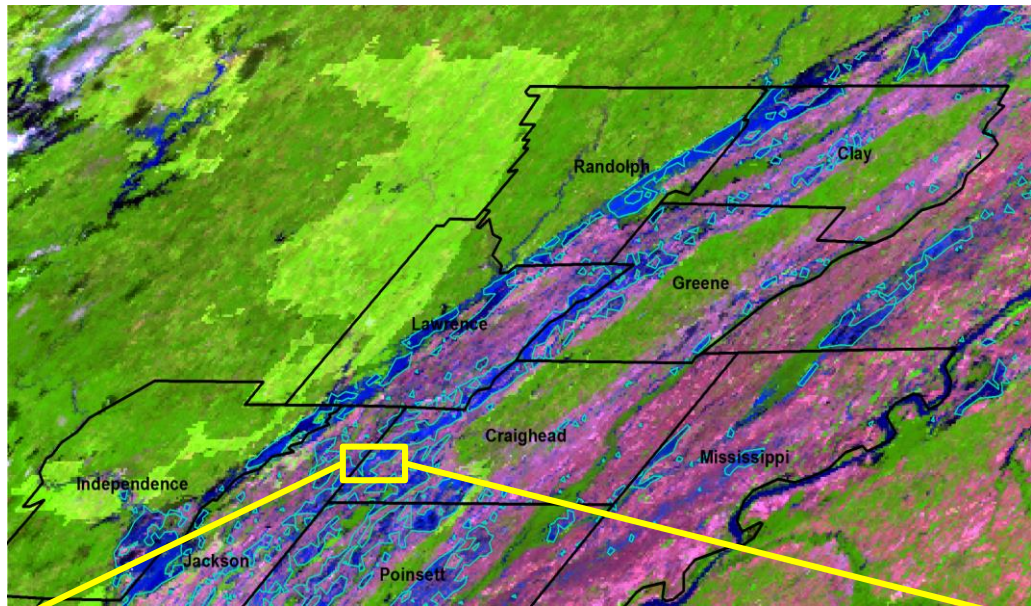 Randolph
Clay
Greene
Lawrence
Craighead
Mississippi
Independence
Jackson
Poinsett